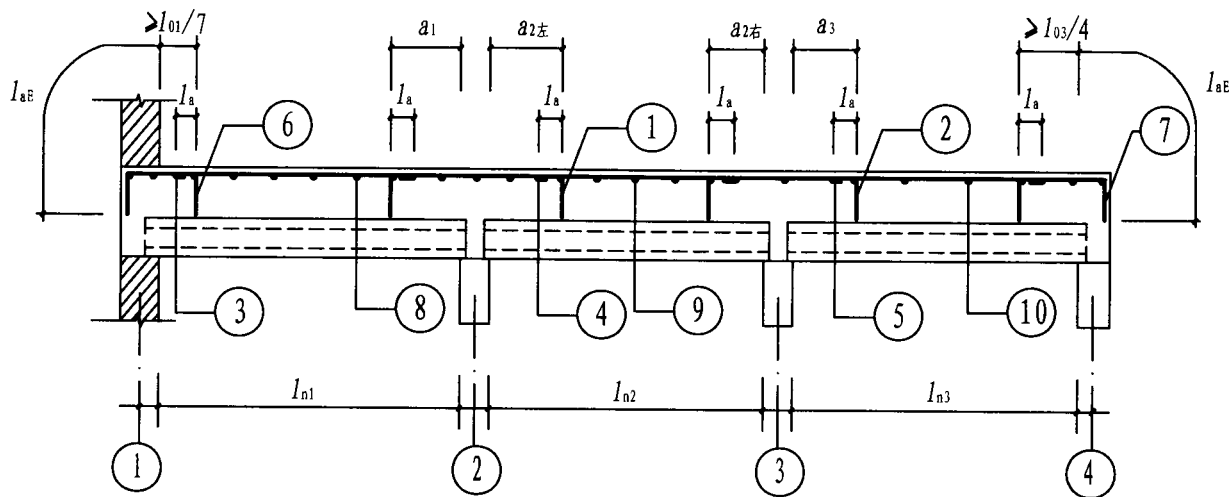 ≥l01/7 a1 a2左 a2右 a3 ≥l03/4
laE la la la la la laE
6 1 2 7
3 8 4 9 5 10
ln1 ln2 ln3
1 2 3 4